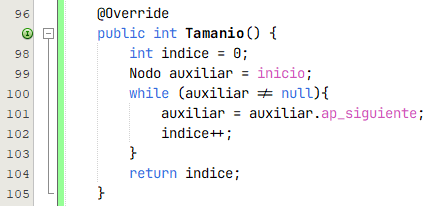 96 @Override
public int Tamanio() {
98 int indice = 0;
99 Nodo auxiliar = inicio;
100 while (auxiliar != null){
101 auxiliar = auxiliar.ap_siguiente;
102 indice++;
103 }
104 return indice;
105 }